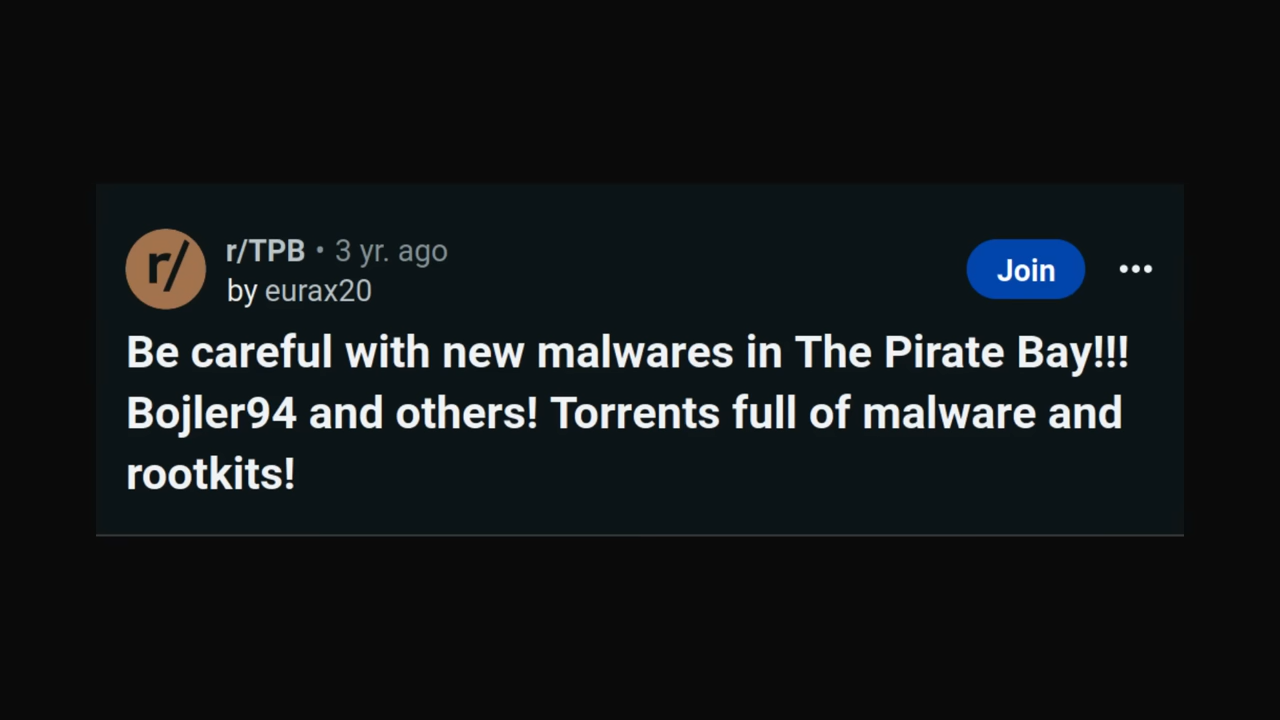 r/
r/TPB • 3 yr. ago
by eurax20
Join
Be careful with new malwares in The Pirate Bay!!!
Bojler94 and others! Torrents full of malware and
rootkits!